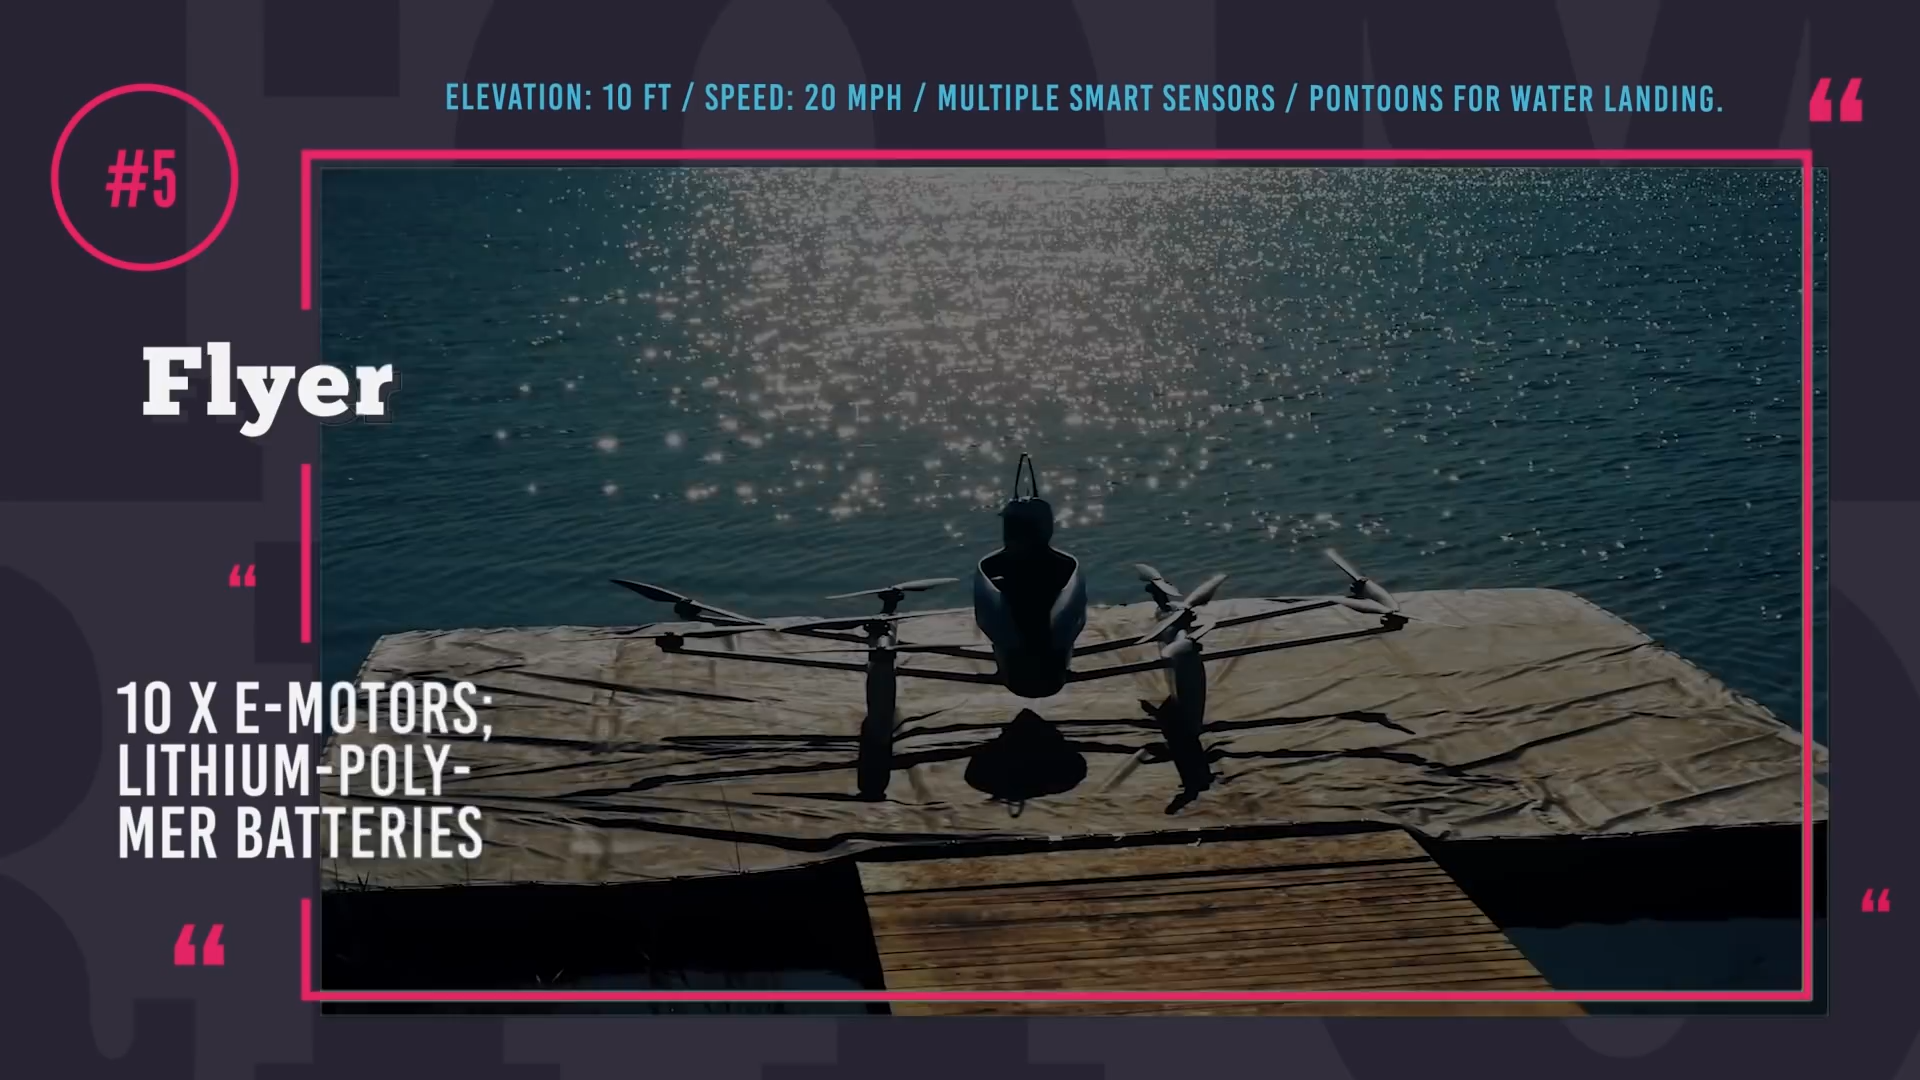 ELEVATION: 10 FT / SPEED: 20 MPH / MULTIPLE SMART SENSORS / PONTOONS FOR WATER LANDING.
#5
Flyer
10 X E-MOTORS;
LITHIUM-POLY-
MER BATTERIES